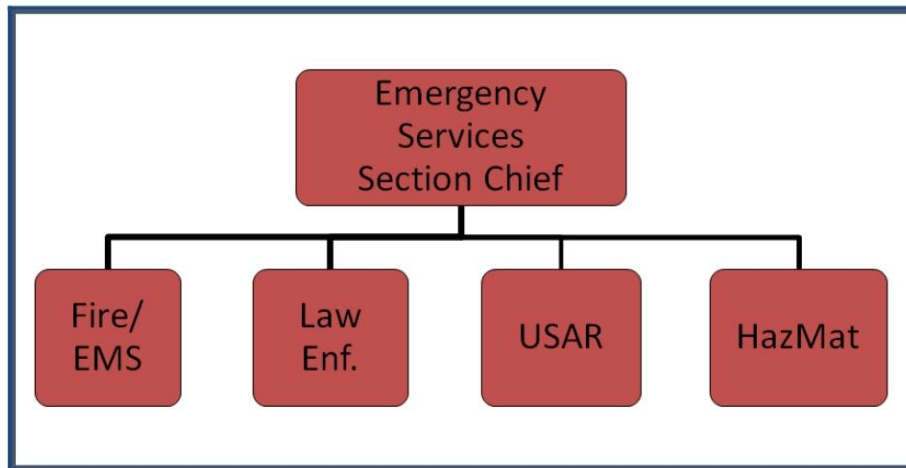 Emergency
Services
Section Chief
Fire/
EMS
Law
Enf.
USAR
HazMat